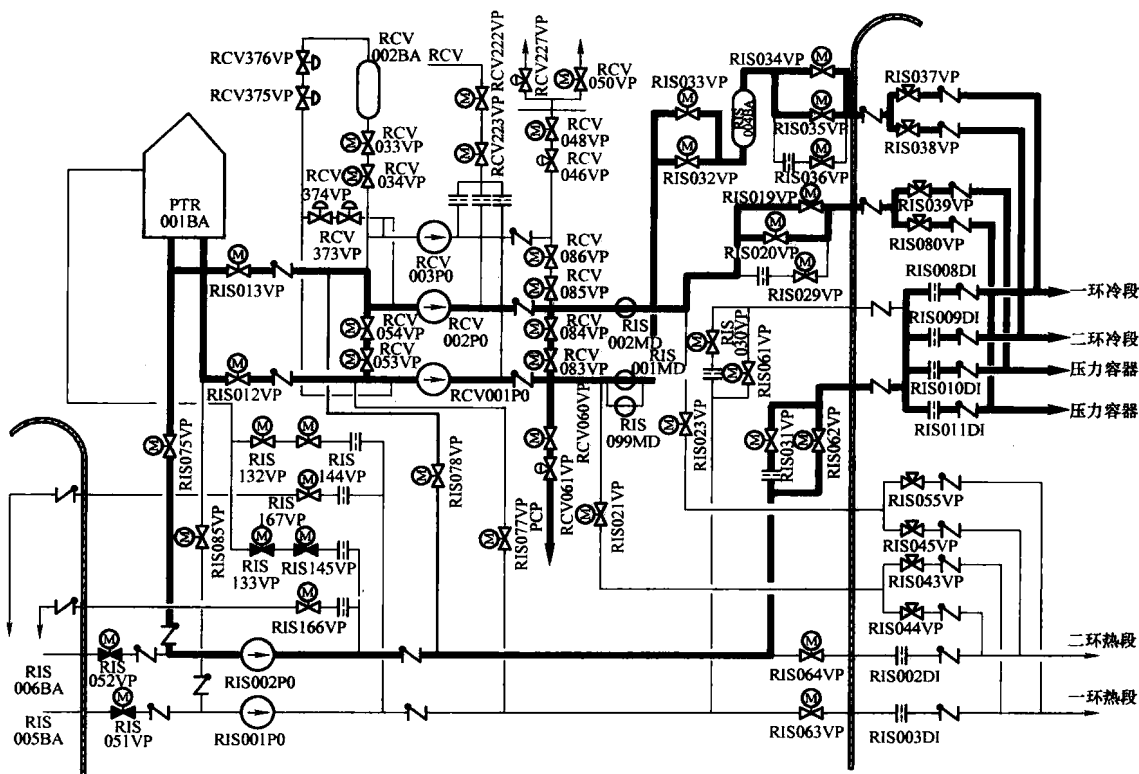 RCV376VP
RCV375VP
RCV
002BA
RCV
RCV222VP
RCV223VP
RCV227VP
RCV
050VP
RCV
033VP
RCV
034VP
RCV
048VP
RCV
046VP
RCV
374VP
RCV
373VP
PTR
001BA
RCV
003P0
RCV
086VP
RCV
085VP
RIS033VP
RIS032VP
RIS
004BA
RIS034VP
RIS035VP
RIS036VP
RIS037VP
RIS038VP
RIS019VP
RIS020VP
RIS029VP
RIS039VP
RIS080VP
RIS013VP
RCV
054VP
RCV
002P0
RCV
084VP
RIS
002MD
RIS
030VP
RIS061VP
RIS008DI
RIS009DI
RIS010DI
RIS011DI
一环冷段
二环冷段
压力容器
压力容器
RIS012VP
RCV
053VP
RCV001P0
RCV
083VP
RIS
001MD
RIS
099MD
RCV060VP
RCV061VP
PCP
RIS023VP
RIS021VP
RIS031VP
RIS062VP
RIS075VP
RIS
132VP
RIS
144VP
RIS
167VP
RIS078VP
RIS077VP
RIS085VP
RIS
133VP
RIS145VP
RIS166VP
RIS055VP
RIS045VP
RIS043VP
RIS044VP
RIS
006BA
RIS
052VP
RIS002P0
RIS064VP
RIS002DI
二环热段
RIS
005BA
RIS
051VP
RIS001P0
RIS063VP
RIS003DI
一环热段